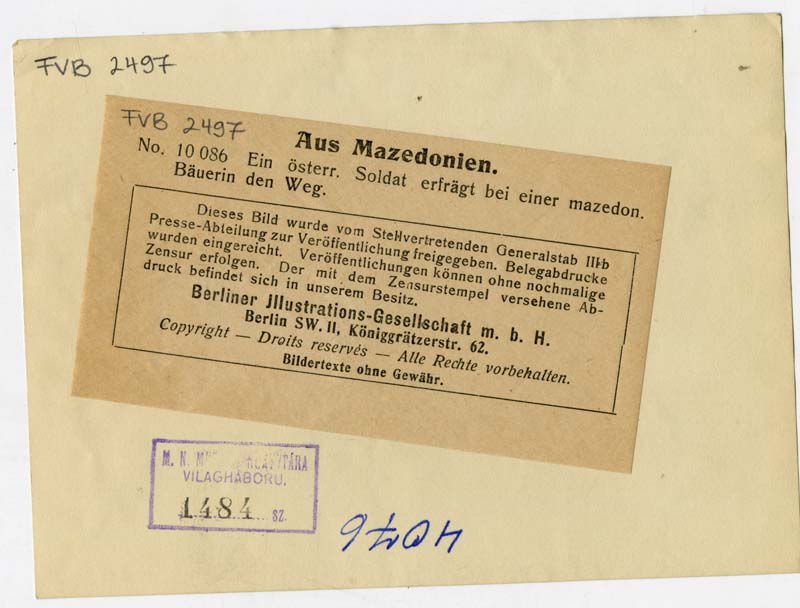 FVB 2497
FVB 2497
Aus Mazedonien.
No. 10 086 Ein österr. Soldat erfrägt bei einer mazedon.
Bäuerin den Weg.
Dieses Bild wurde vom Stellvertretenden Generalstab IIIb
Presse-Abteilung zur Veröffentlichung freigegeben. Belegabdrucke
wurden eingereicht. Veröffentlichungen können ohne nochmalige
Zensur erfolgen. Der mit dem Zensurstempel versehene Ab-
druck befindet sich in unserem Besitz.
Berliner Jllustrations-Gesellschaft m. b. H.
Berlin SW. 11, Königgrätzerstr. 62.
Copyright — Droits reservés — Alle Rechte vorbehalten.
Bildertexte ohne Gewähr.
M. N.
VILAGHÁBORU.
1484 SZ.